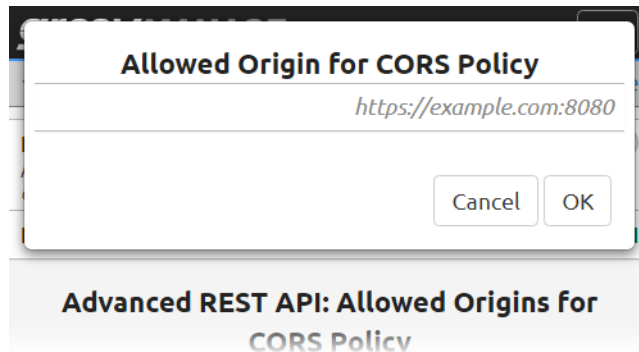 Allowed Origin for CORS Policy
https://example.com:8080
Cancel OK
Advanced REST API: Allowed Origins for
CORS Policy